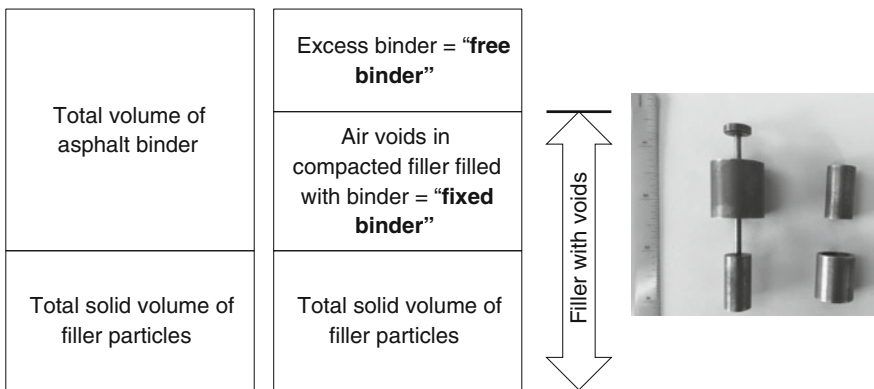 Total volume of
asphalt binder
Total solid volume of
filler particles
Excess binder = “free
binder”
Air voids in
compacted filler filled
with binder = “fixed
binder”
Total solid volume of
filler particles
Filler with voids